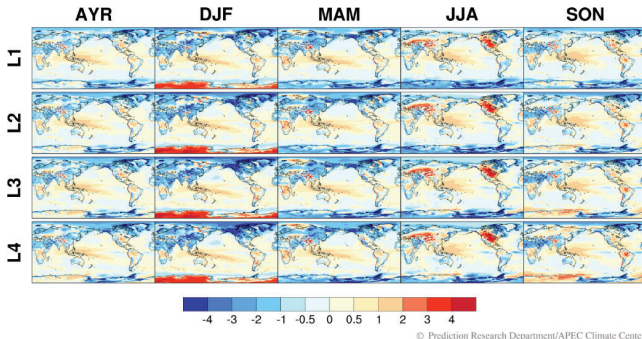 AYR DJF MAM JJA SON
L1
L2
L3
L4
-4 -3 -2 -1 -0.5 0 0.5 1 2 3 4
© Prediction Research Department/APEC Climate Cente